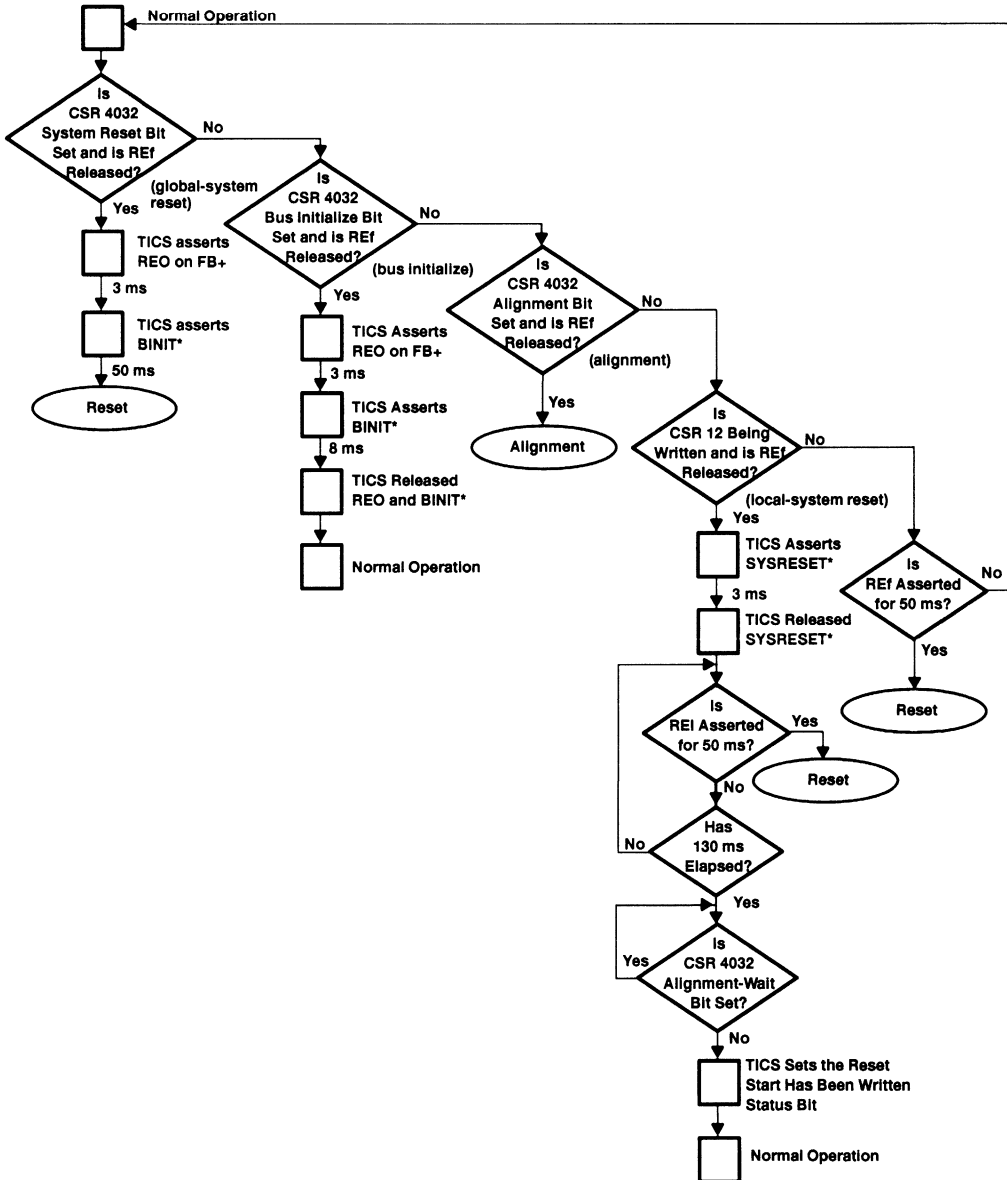 Normal Operation
Is
CSR 4032
System Reset Bit
Set and is REf
Released?
No
(global-system
reset)
Yes
TICS asserts
REO on FB+
3 ms
TICS asserts
BINIT*
50 ms
Reset
Is
CSR 4032
Bus Initialize Bit
Set and is REf
Released?
No
(bus initialize)
Yes
TICS Asserts
REO on FB+
3 ms
TICS Asserts
BINIT*
8 ms
TICS Released
REO and BINIT*
Normal Operation
Is
CSR 4032
Alignment Bit
Set and is REf
Released?
No
(alignment)
Yes
Alignment
Is
CSR 12 Being
Written and is REf
Released?
No
(local-system reset)
Yes
TICS Asserts
SYSRESET*
3 ms
TICS Released
SYSRESET*
Is
REf Asserted
for 50 ms?
No
Yes
Reset
Is
REI Asserted
for 50 ms?
Yes
Reset
No
Has
130 ms
Elapsed?
No
Yes
Is
CSR 4032
Alignment-Wait
Bit Set?
Yes
No
TICS Sets the Reset
Start Has Been Written
Status Bit
Normal Operation